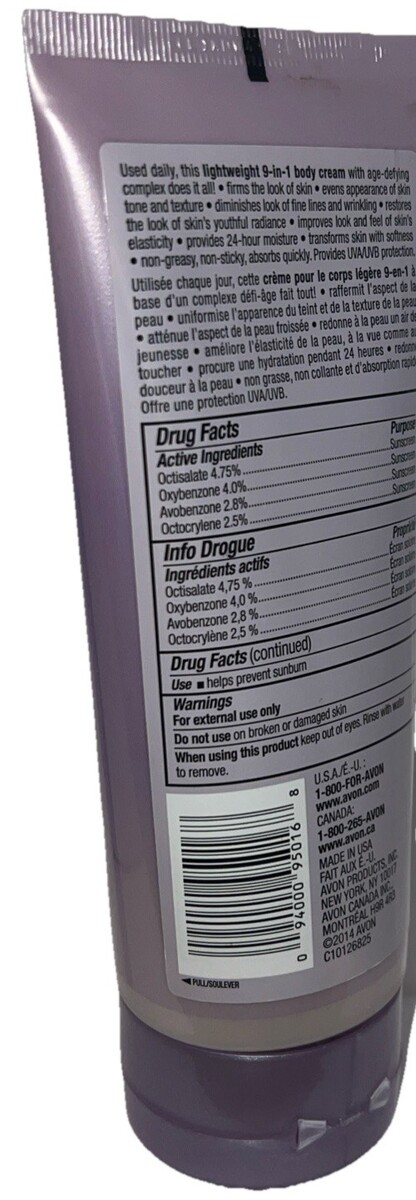 Used daily, this lightweight 9-in-1 body cream with age-defying
complex does it all! • firms the look of skin • evens appearance of skin
tone and texture • diminishes look of fine lines and wrinkling • restores
the look of skin's youthful radiance • improves look and feel of skin's
elasticity • provides 24-hour moisture • transforms skin with softness
• non-greasy, non-sticky, absorbs quickly. Provides UVA/UVB protection.
Utilisée chaque jour, cette crème pour le corps légère 9-en-1 à
base d'un complexe défi-âge fait tout! • raffermit l'aspect de la
peau • uniformise l'apparence du teint et de la texture de la peau
• atténue l'aspect de la peau froissée • redonne à la peau un air de
jeunesse • améliore l'élasticité de la peau, à la vue comme au
toucher • procure une hydratation pendant 24 heures • redonne
douceur à la peau • non grasse, non collante et d'absorption rapide
Offre une protection UVA/UVB.
Drug Facts
Active Ingredients Purpose
Octisalate 4.75% Sunscreen
Oxybenzone 4.0% Sunscreen
Avobenzone 2.8% Sunscreen
Octocrylene 2.5% Sunscreen
Info Drogue
Ingrédients actifs
Octisalate 4,75 % Écran
Oxybenzone 4,0 % Écran
Avobenzone 2,8 % Écran
Octocrylène 2,5 % Écran
Drug Facts (continued)
Use ■ helps prevent sunburn
Warnings
For external use only
Do not use on broken or damaged skin
When using this product keep out of eyes. Rinse with water
to remove.
U.S.A./É.-U.:
1-800-FOR-AVON
www.avon.com
CANADA:
1-800-265-AVON
www.avon.ca
MADE IN USA
FAIT AUX É.-U.
AVON PRODUCTS, INC.
NEW YORK, NY 10017
AVON CANADA INC.,
MONTRÉAL H9R 4R3
©2014 AVON
C10126825
0 94000 95016 8
◄ PULL/SOULEVER